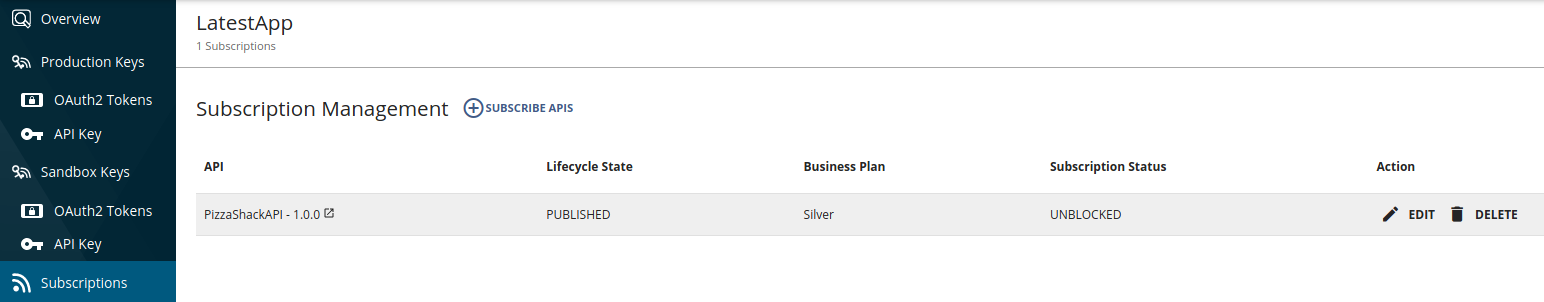 Overview
Production Keys
OAuth2 Tokens
API Key
Sandbox Keys
OAuth2 Tokens
API Key
Subscriptions
LatestApp
1 Subscriptions
Subscription Management SUBSCRIBE APIS
API Lifecycle State Business Plan Subscription Status Action
PizzaShackAPI - 1.0.0 PUBLISHED Silver UNBLOCKED EDIT DELETE